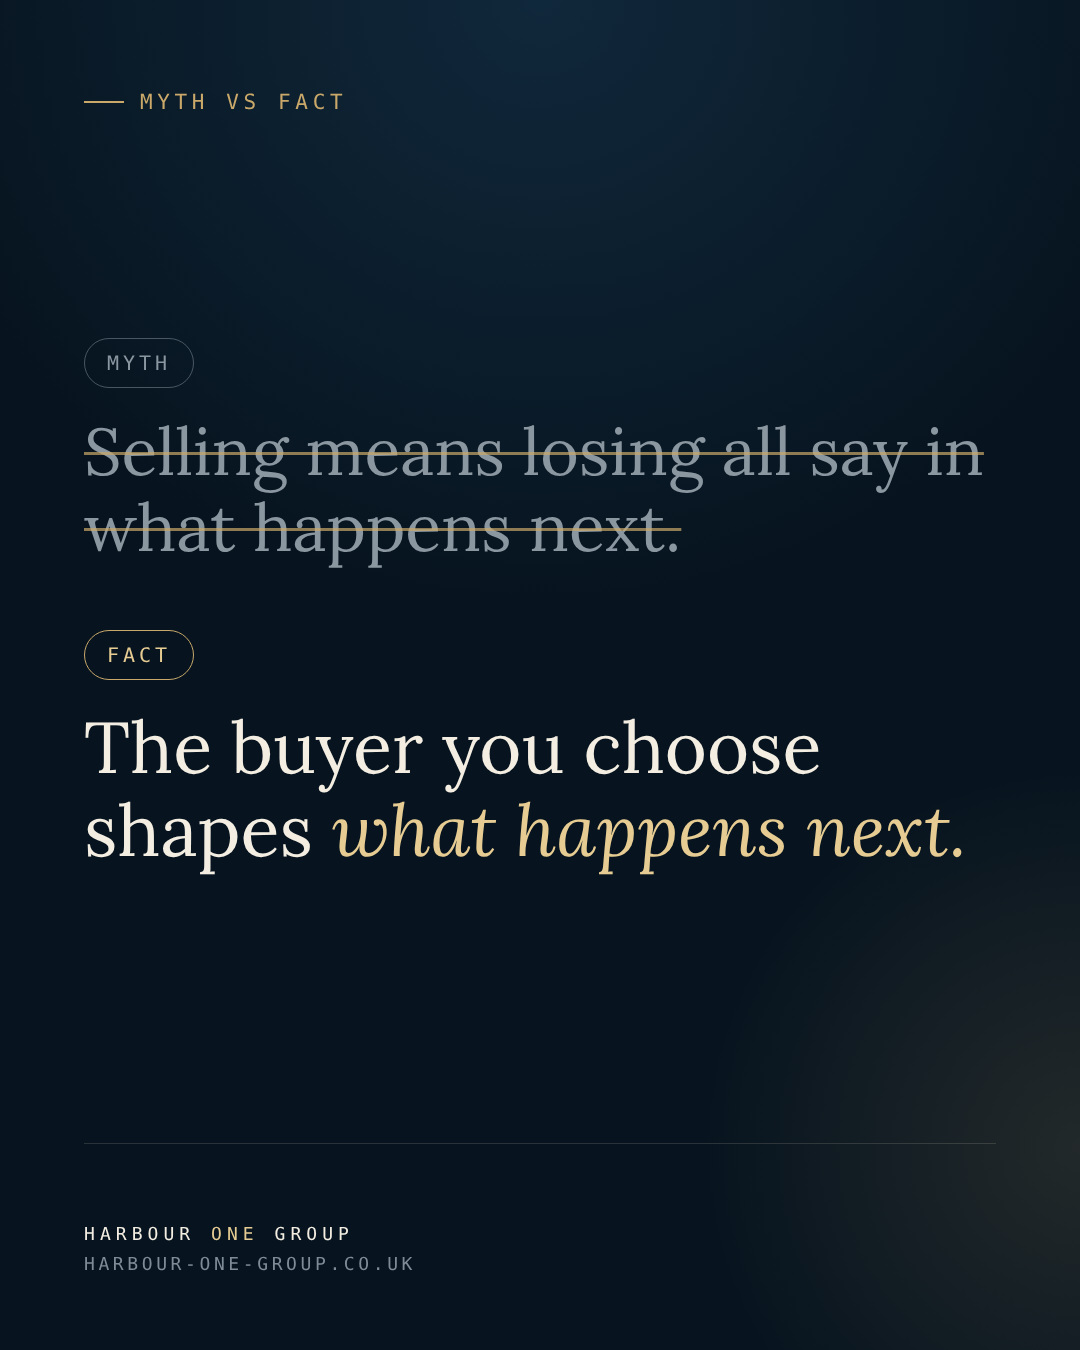 MYTH VS FACT
MYTH
Selling means losing all say in
what happens next.
FACT
The buyer you choose
shapes what happens next.
HARBOUR ONE GROUP
HARBOUR-ONE-GROUP.CO.UK